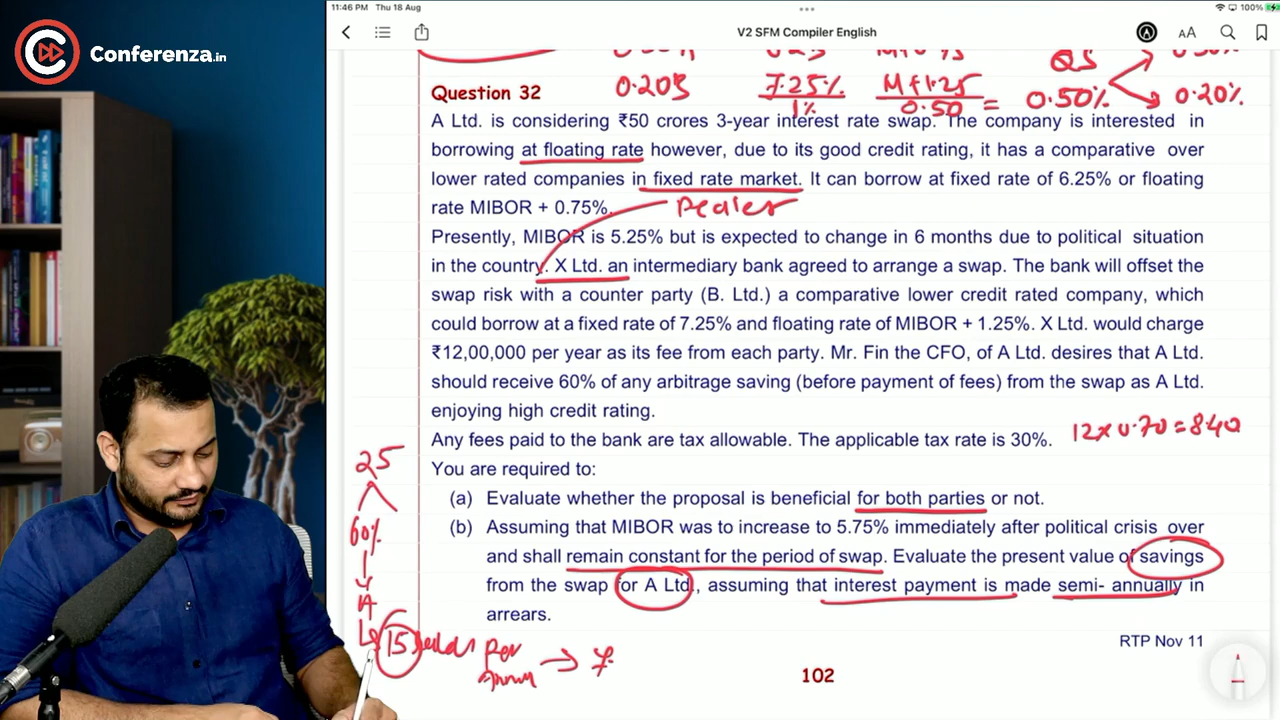 11:46 PM Thu 18 Aug
100%
V2 SFM Compiler English
AA
Conferenza.in
Question 32
0.20%
7.25%
1%
M+1.25
0.50
=
0.50%
0.20%
A Ltd. is considering ₹50 crores 3-year interest rate swap. The company is interested in
borrowing at floating rate however, due to its good credit rating, it has a comparative over
lower rated companies in fixed rate market. It can borrow at fixed rate of 6.25% or floating
rate MIBOR + 0.75%.
Dealer
Presently, MIBOR is 5.25% but is expected to change in 6 months due to political situation
in the country. X Ltd. an intermediary bank agreed to arrange a swap. The bank will offset the
swap risk with a counter party (B. Ltd.) a comparative lower credit rated company, which
could borrow at a fixed rate of 7.25% and floating rate of MIBOR + 1.25%. X Ltd. would charge
₹12,00,000 per year as its fee from each party. Mr. Fin the CFO, of A Ltd. desires that A Ltd.
should receive 60% of any arbitrage saving (before payment of fees) from the swap as A Ltd.
enjoying high credit rating.
12x0.70=840
Any fees paid to the bank are tax allowable. The applicable tax rate is 30%.
You are required to:
(a) Evaluate whether the proposal is beneficial for both parties or not.
(b) Assuming that MIBOR was to increase to 5.75% immediately after political crisis over
and shall remain constant for the period of swap. Evaluate the present value of savings
from the swap for A Ltd., assuming that interest payment is made semi- annually in
arrears.
25
60%
A
15
Per
RTP Nov 11
102